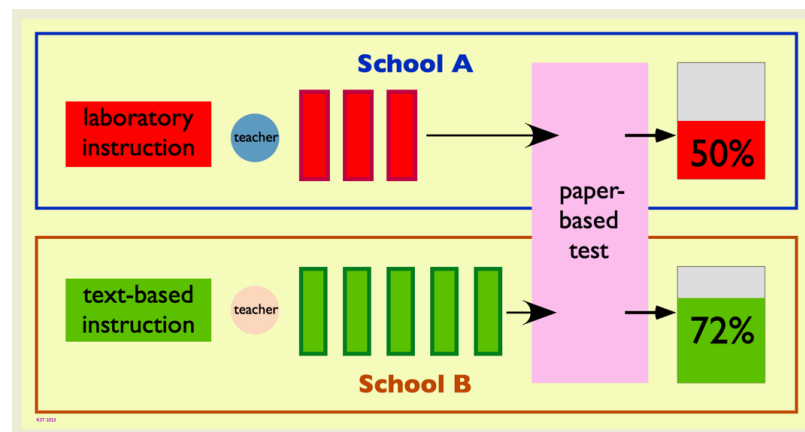 School A
laboratory
instruction
teacher
50%
paper-
based
test
text-based
instruction
teacher
72%
School B